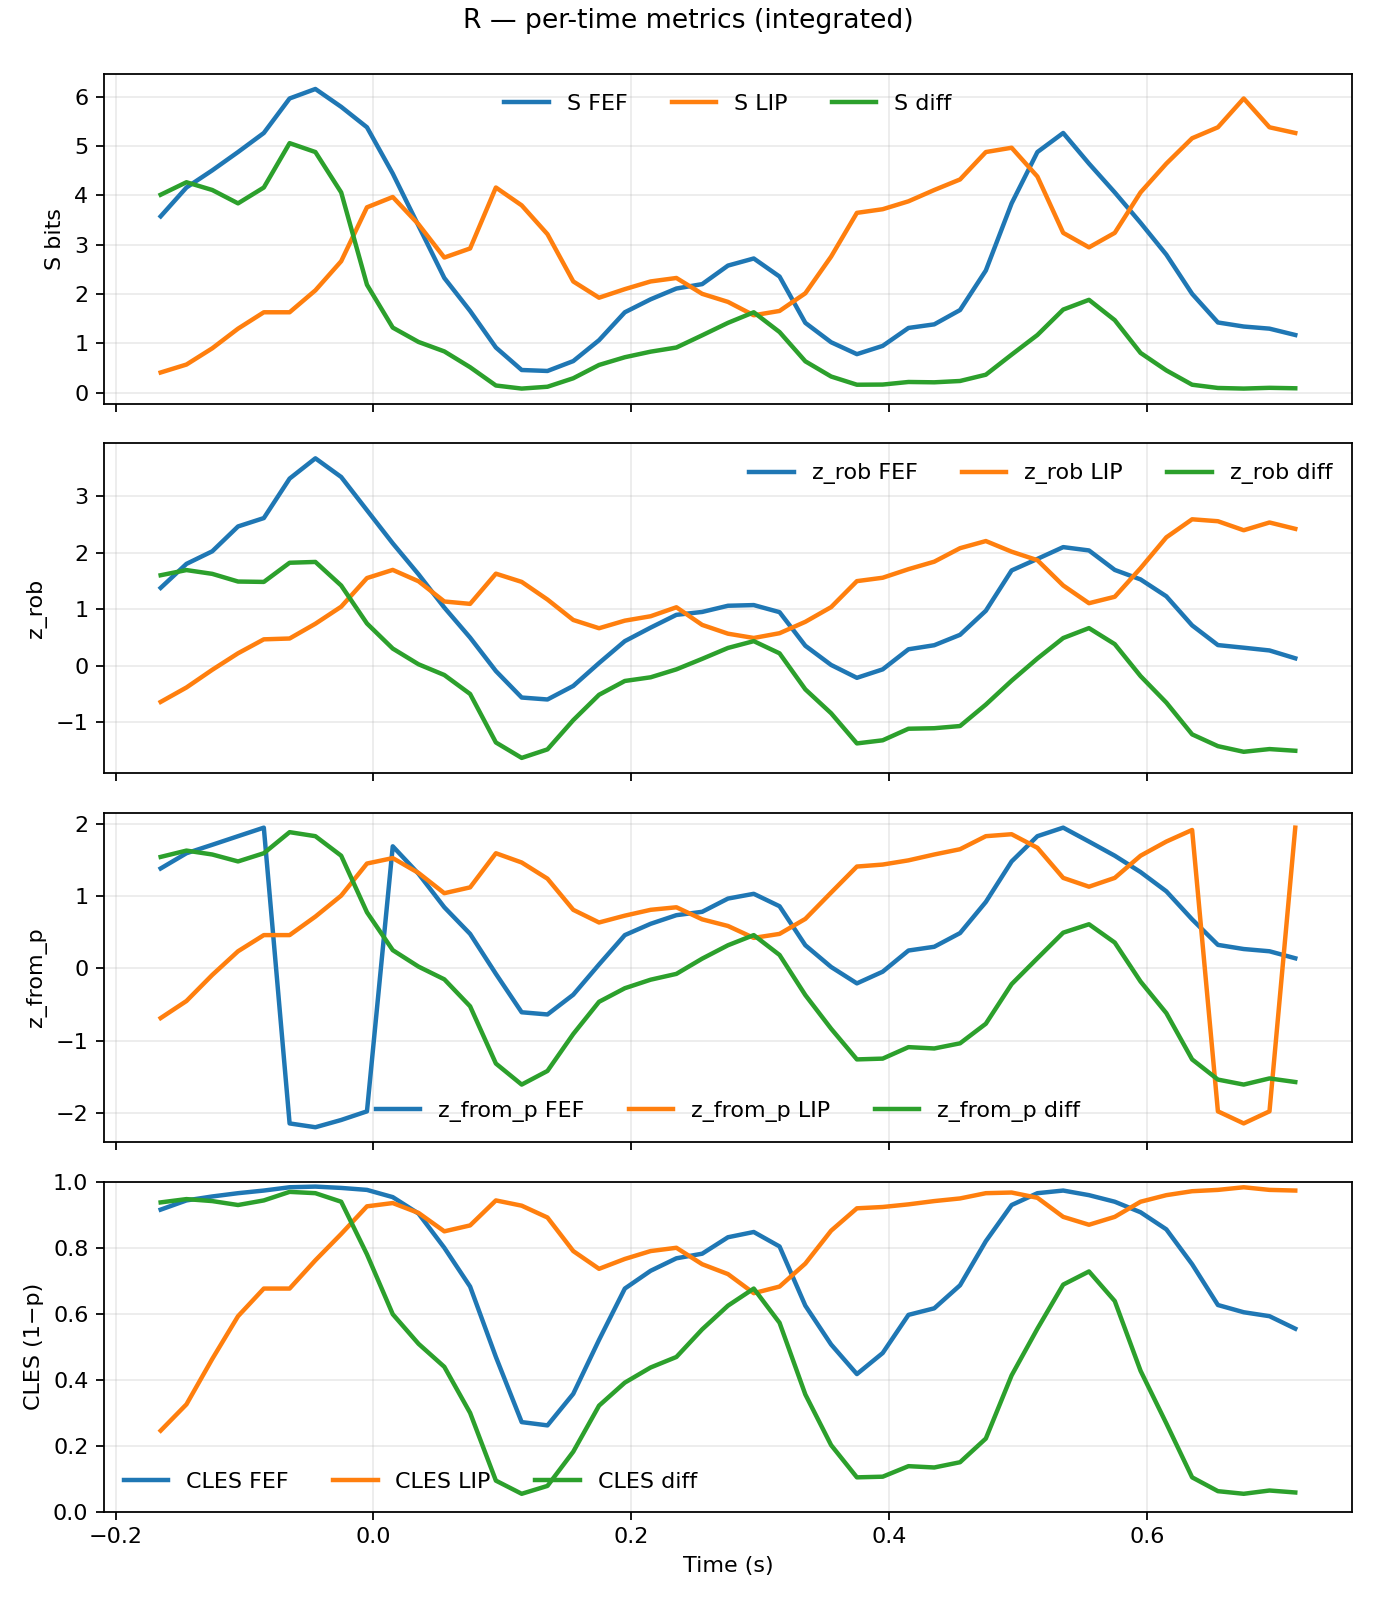 R — per-time metrics (integrated)
S FEF S LIP S diff
6
5
4
3
2
1
0
S bits
z_rob FEF z_rob LIP z_rob diff
3
2
1
0
−1
z_rob
2
1
0
−1
−2
z_from_p
z_from_p FEF z_from_p LIP z_from_p diff
1.0
0.8
0.6
0.4
0.2
0.0
CLES (1−p)
CLES FEF CLES LIP CLES diff
−0.2 0.0 0.2 0.4 0.6
Time (s)